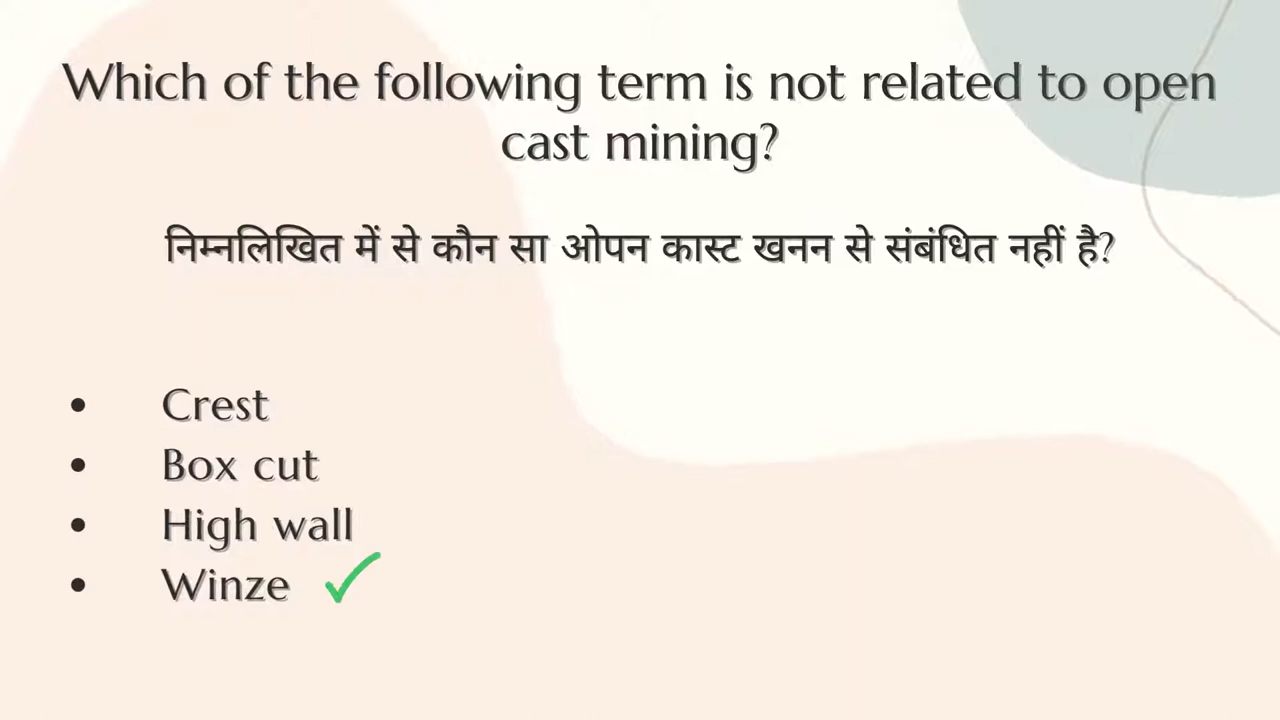 Which of the following term is not related to open
cast mining?
निम्नलिखित में से कौन सा ओपन कास्ट खनन से संबंधित नहीं है?
• Crest
• Box cut
• High wall
• Winze